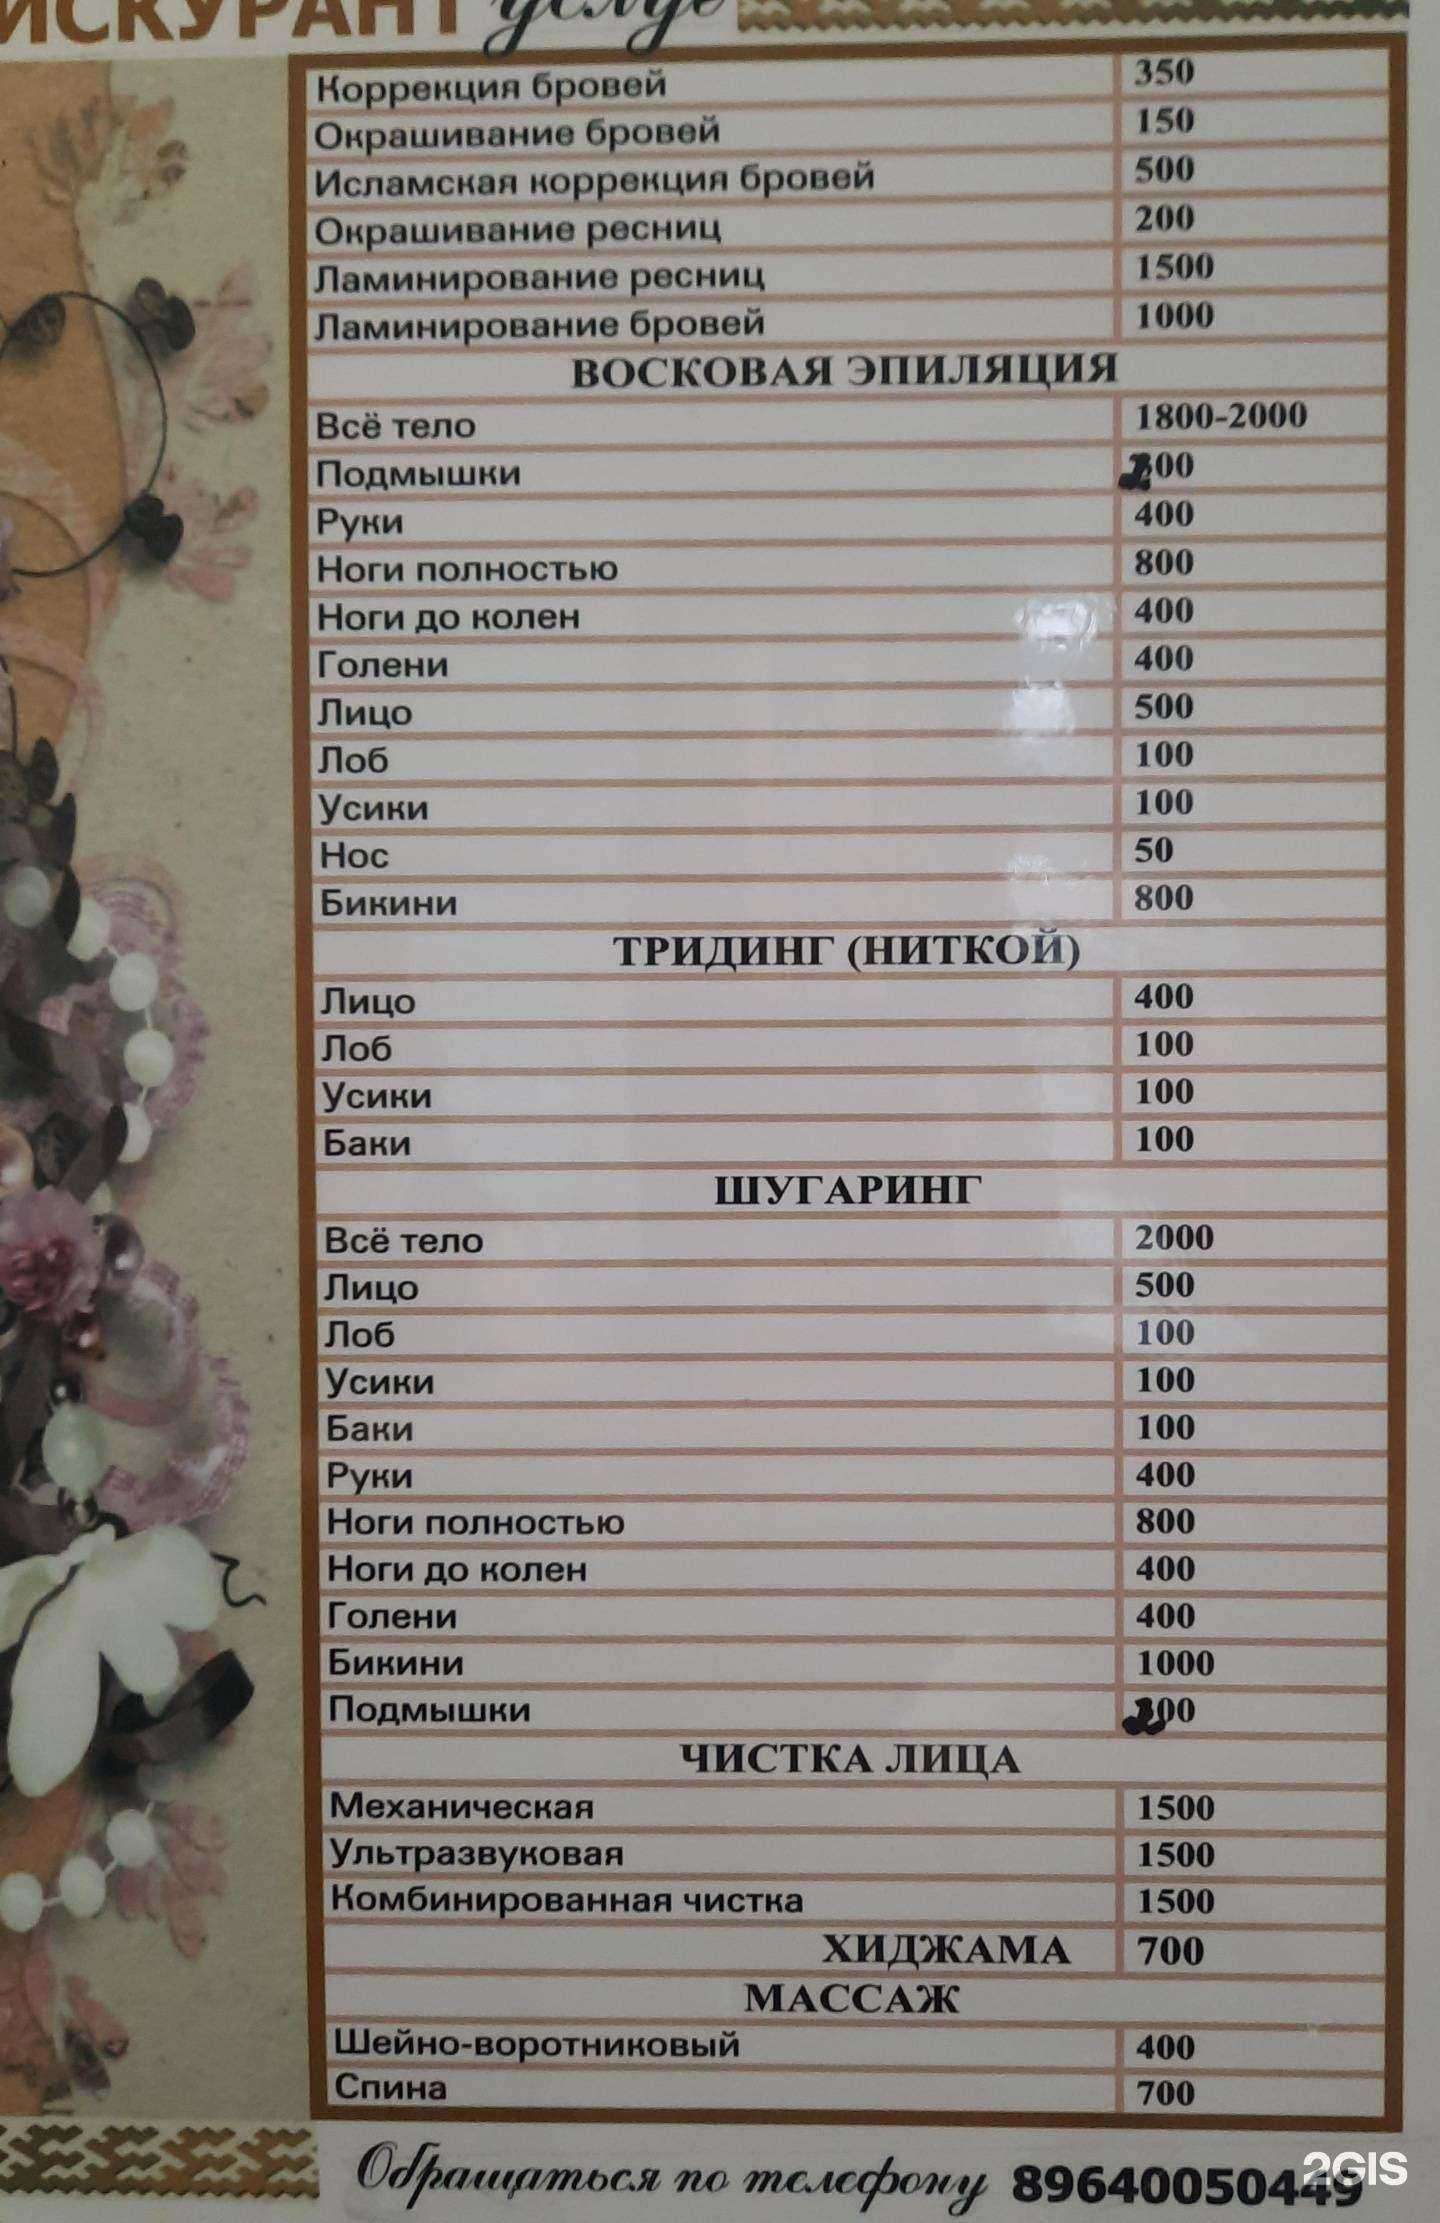 ИСКУРАНТ услуг
Коррекция бровей 350
Окрашивание бровей 150
Исламская коррекция бровей 500
Окрашивание ресниц 200
Ламинирование ресниц 1500
Ламинирование бровей 1000
ВОСКОВАЯ ЭПИЛЯЦИЯ
Всё тело 1800-2000
Подмышки
Руки 400
Ноги полностью 800
Ноги до колен 400
Голени 400
Лицо 500
Лоб 100
Усики 100
Нос 50
Бикини 800
ТРИДИНГ (НИТКОЙ)
Лицо 400
Лоб 100
Усики 100
Баки 100
ШУГАРИНГ
Всё тело 2000
Лицо 500
Лоб 100
Усики 100
Баки 100
Руки 400
Ноги полностью 800
Ноги до колен 400
Голени 400
Бикини 1000
Подмышки
ЧИСТКА ЛИЦА
Механическая 1500
Ультразвуковая 1500
Комбинированная чистка 1500
ХИДЖАМА 700
МАССАЖ
Шейно-воротниковый 400
Спина 700
Обращаться по телефону 89640050449
2GIS